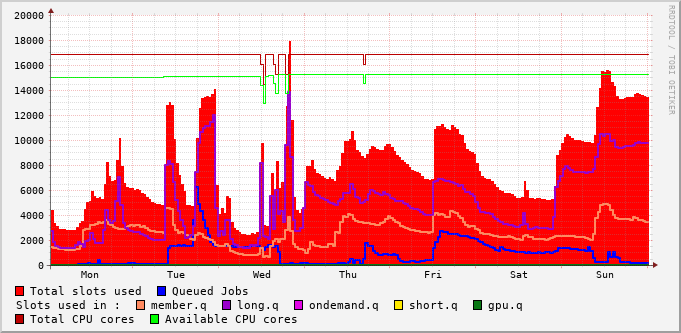 20000
18000
16000
14000
12000
10000
8000
6000
4000
2000
0
Mon Tue Wed Thu Fri Sat Sun
RRDTOOL / TOBI OETIKER
Total slots used Queued Jobs
Slots used in : member.q long.q ondemand.q short.q gpu.q
Total CPU cores Available CPU cores